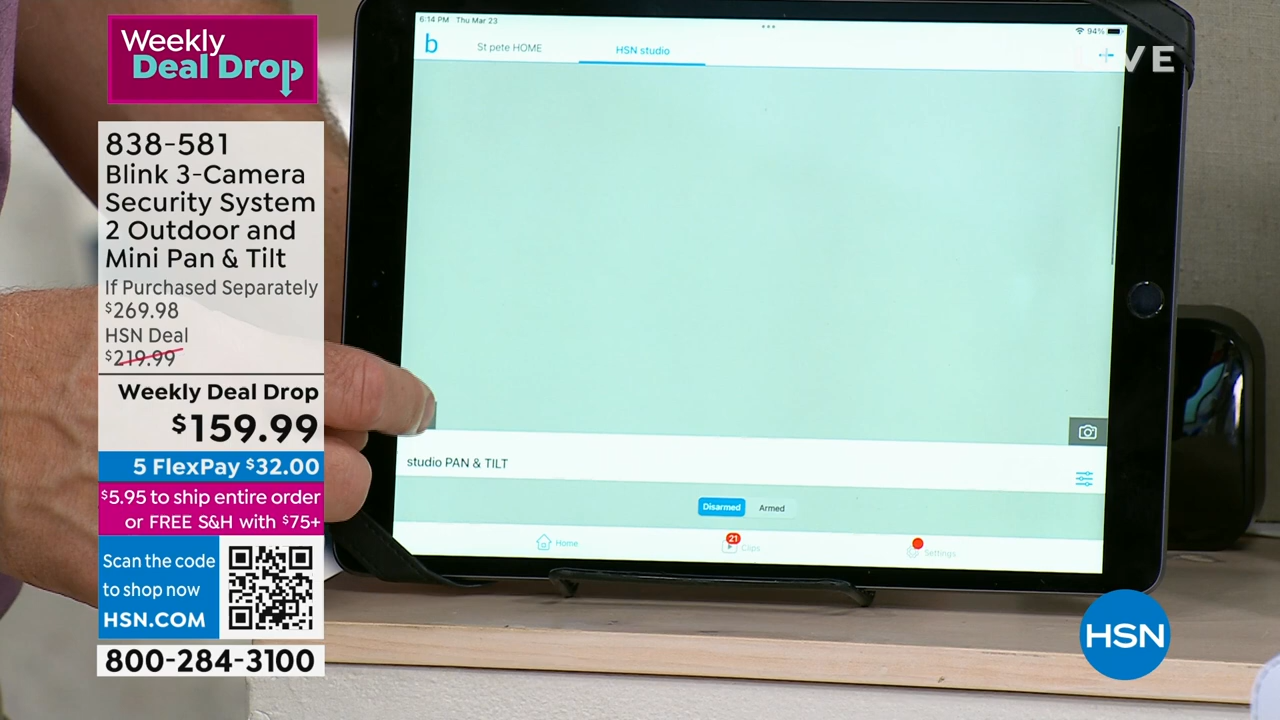 Weekly
Deal Drop
838-581
Blink 3-Camera
Security System
2 Outdoor and
Mini Pan & Tilt
If Purchased Separately
$269.98
HSN Deal
$219.99
Weekly Deal Drop
$159.99
5 FlexPay $32.00
$5.95 to ship entire order
or FREE S&H with $75+
Scan the code
to shop now
HSN.COM
800-284-3100
6:14 PM Thu Mar 23
94%
b
St pete HOME
HSN studio
LIVE
studio PAN & TILT
Disarmed
Armed
Home
21
Clips
Settings
HSN